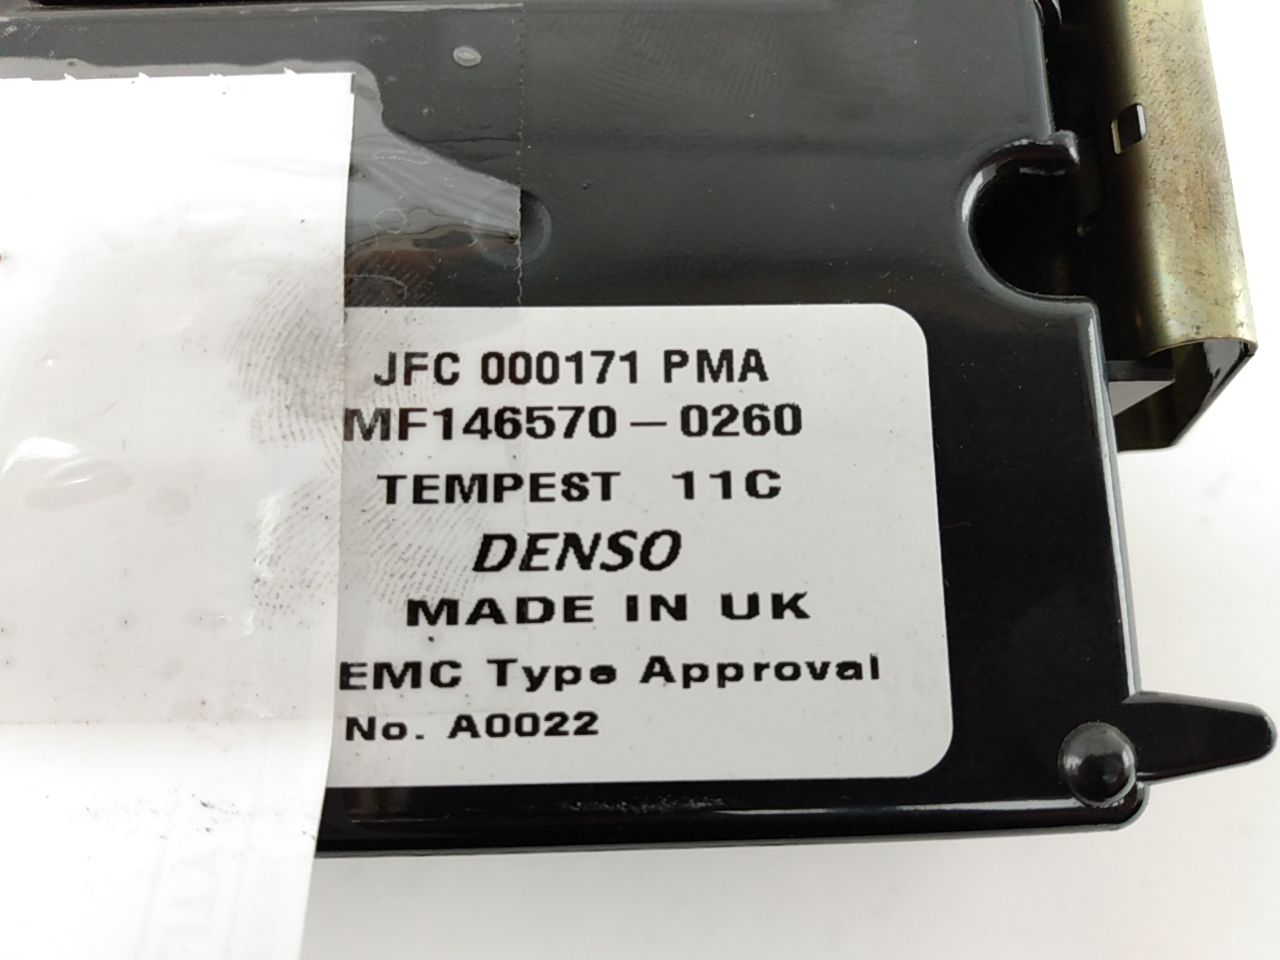 JFC 000171 PMA
MF146570-0260
TEMPEST 11C
DENSO
MADE IN UK
EMC Type Approval
No. A0022